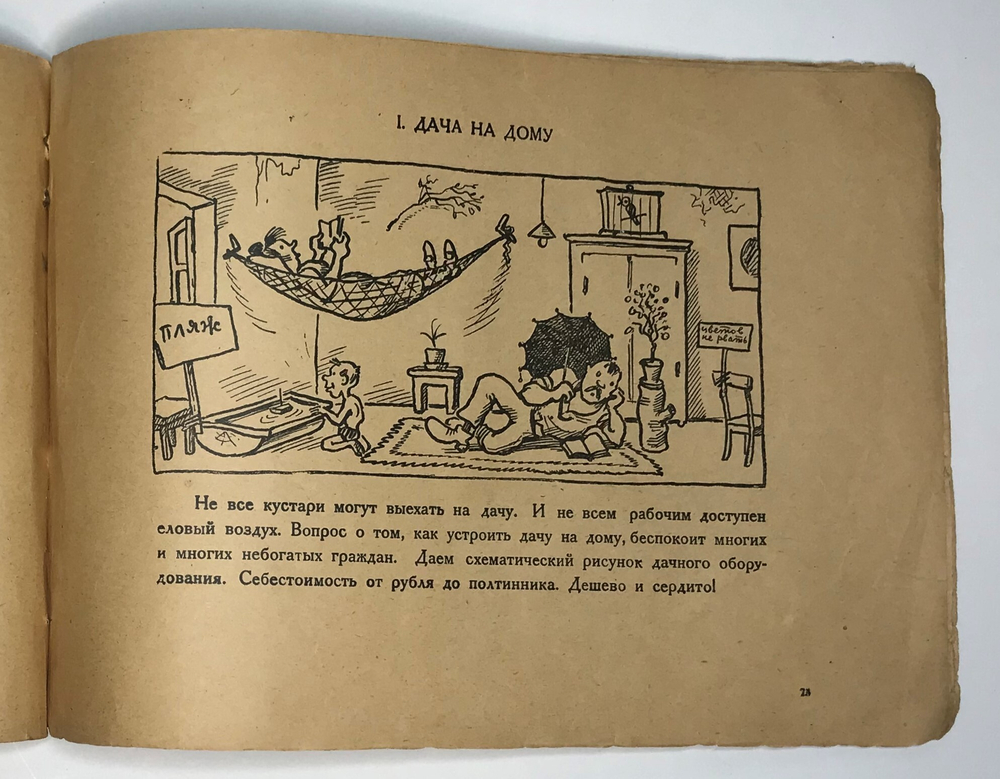 I. ДАЧА НА ДОМУ
ПЛЯЖ
цветов
не рвать
Не все кустари могут выехать на дачу. И не всем рабочим доступен
еловый воздух. Вопрос о том, как устроить дачу на дому, беспокоит многих
и многих небогатых граждан. Даем схематический рисунок дачного обору-
дования. Себестоимость от рубля до полтинника. Дешево и сердито!